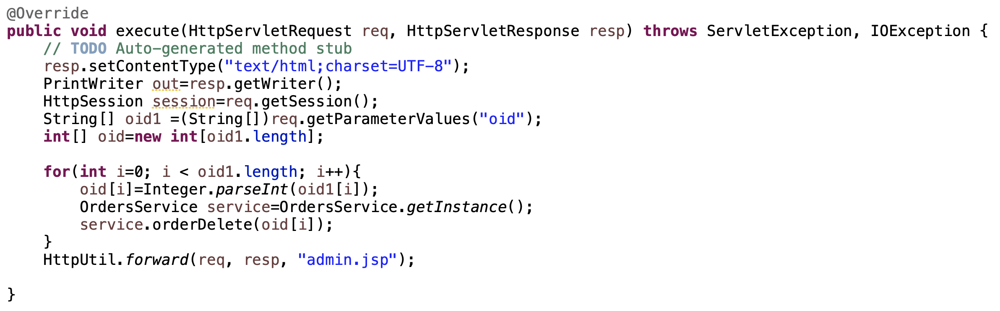 @Override
public void execute(HttpServletRequest req, HttpServletResponse resp) throws ServletException, IOException {
    // TODO Auto-generated method stub
    resp.setContentType("text/html;charset=UTF-8");
    PrintWriter out=resp.getWriter();
    HttpSession session=req.getSession();
    String[] oid1 =(String[])req.getParameterValues("oid");
    int[] oid=new int[oid1.length];

    for(int i=0; i < oid1.length; i++){
        oid[i]=Integer.parseInt(oid1[i]);
        OrdersService service=OrdersService.getInstance();
        service.orderDelete(oid[i]);
    }
    HttpUtil.forward(req, resp, "admin.jsp");

}